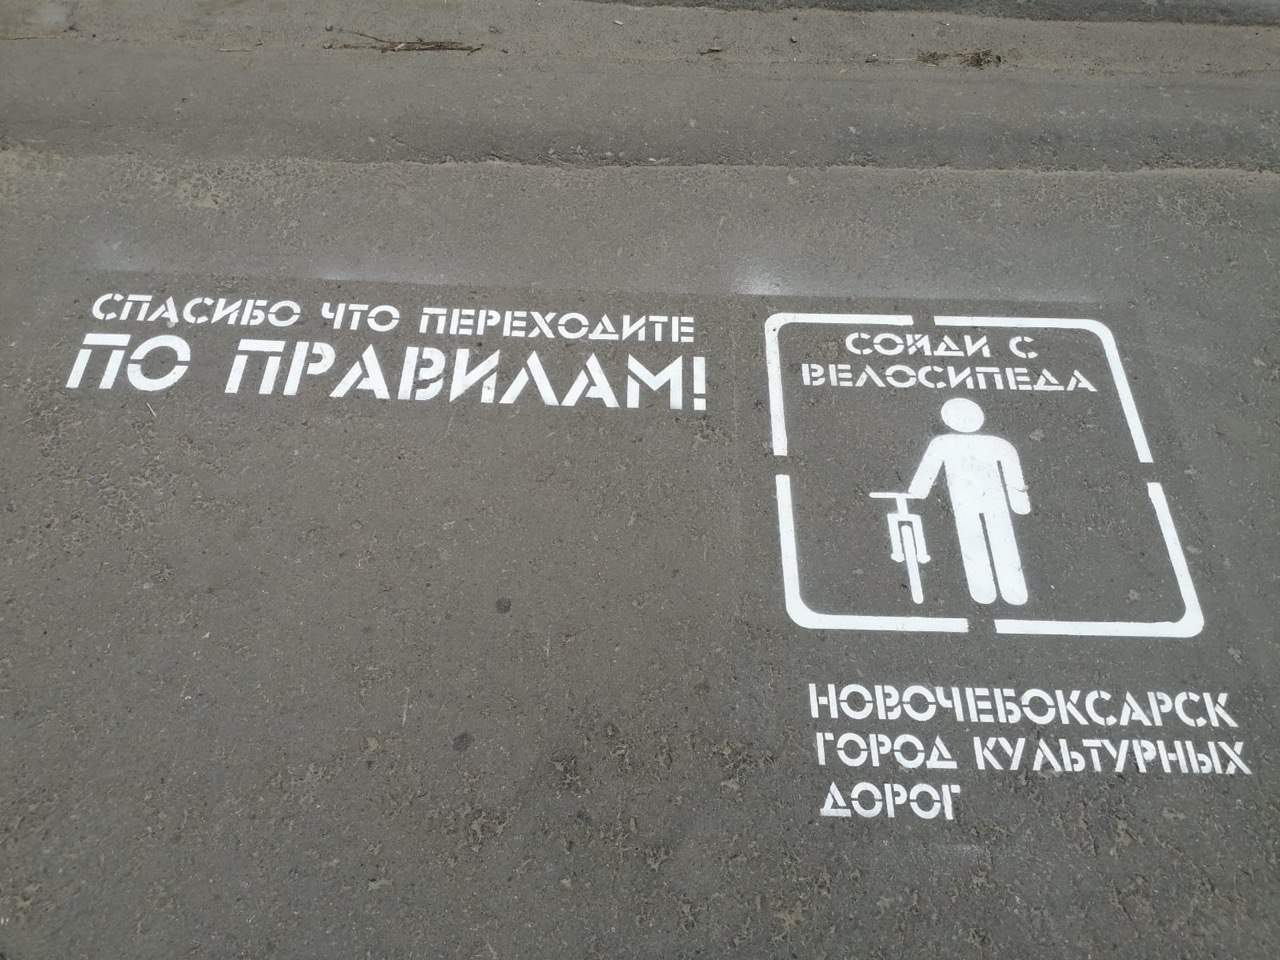 СПАСИБО ЧТО ПЕРЕХОДИТЕ
ПО ПРАВИЛАМ!
СОЙДИ С
ВЕЛОСИПЕДА
НОВОЧЕБОКСАРСК
ГОРОД КУЛЬТУРНЫХ
ДОРОГ